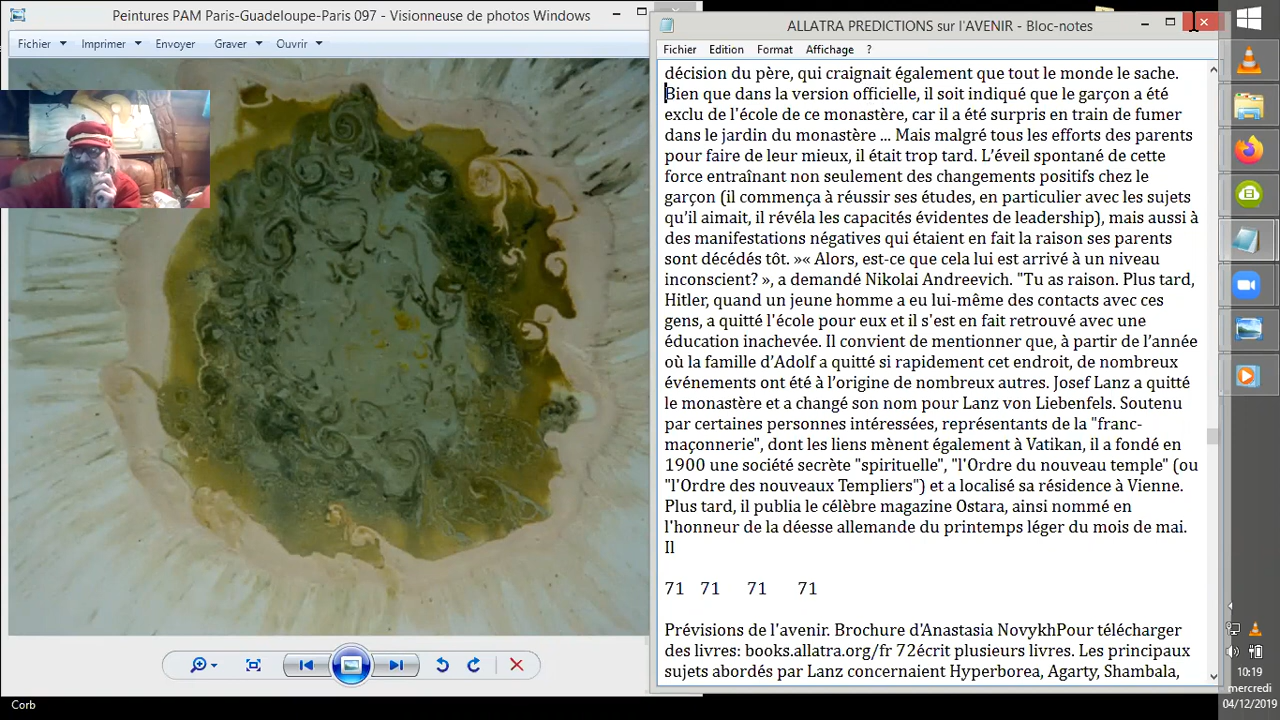 Peintures PAM Paris-Guadeloupe-Paris 097 - Visionneuse de photos Windows
Fichier Imprimer Envoyer Graver Ouvrir
ALLATRA PREDICTIONS sur l'AVENIR - Bloc-notes
Fichier Edition Format Affichage ?
décision du père, qui craignait également que tout le monde le sache.
Bien que dans la version officielle, il soit indiqué que le garçon a été
exclu de l'école de ce monastère, car il a été surpris en train de fumer
dans le jardin du monastère ... Mais malgré tous les efforts des parents
pour faire de leur mieux, il était trop tard. L’éveil spontané de cette
force entraînant non seulement des changements positifs chez le
garçon (il commença à réussir ses études, en particulier avec les sujets
qu’il aimait, il révéla les capacités évidentes de leadership), mais aussi à
des manifestations négatives qui étaient en fait la raison ses parents
sont décédés tôt. »« Alors, est-ce que cela lui est arrivé à un niveau
inconscient? », a demandé Nikolai Andreevich. "Tu as raison. Plus tard,
Hitler, quand un jeune homme a eu lui-même des contacts avec ces
gens, a quitté l'école pour eux et il s'est en fait retrouvé avec une
éducation inachevée. Il convient de mentionner que, à partir de l’année
où la famille d’Adolf a quitté si rapidement cet endroit, de nombreux
événements ont été à l’origine de nombreux autres. Josef Lanz a quitté
le monastère et a changé son nom pour Lanz von Liebenfels. Soutenu
par certaines personnes intéressées, représentants de la "franc-
maçonnerie", dont les liens mènent également à Vatikan, il a fondé en
1900 une société secrète "spirituelle", "l'Ordre du nouveau temple" (ou
"l'Ordre des nouveaux Templiers") et a localisé sa résidence à Vienne.
Plus tard, il publia le célèbre magazine Ostara, ainsi nommé en
l'honneur de la déesse allemande du printemps léger du mois de mai.
Il
71 71 71 71
Prévisions de l'avenir. Brochure d'Anastasia NovykhPour télécharger
des livres: books.allatra.org/fr 72écrit plusieurs livres. Les principaux
sujets abordés par Lanz concernaient Hyperborea, Agarty, Shambala,
10:19
mercredi
04/12/2019
Corb